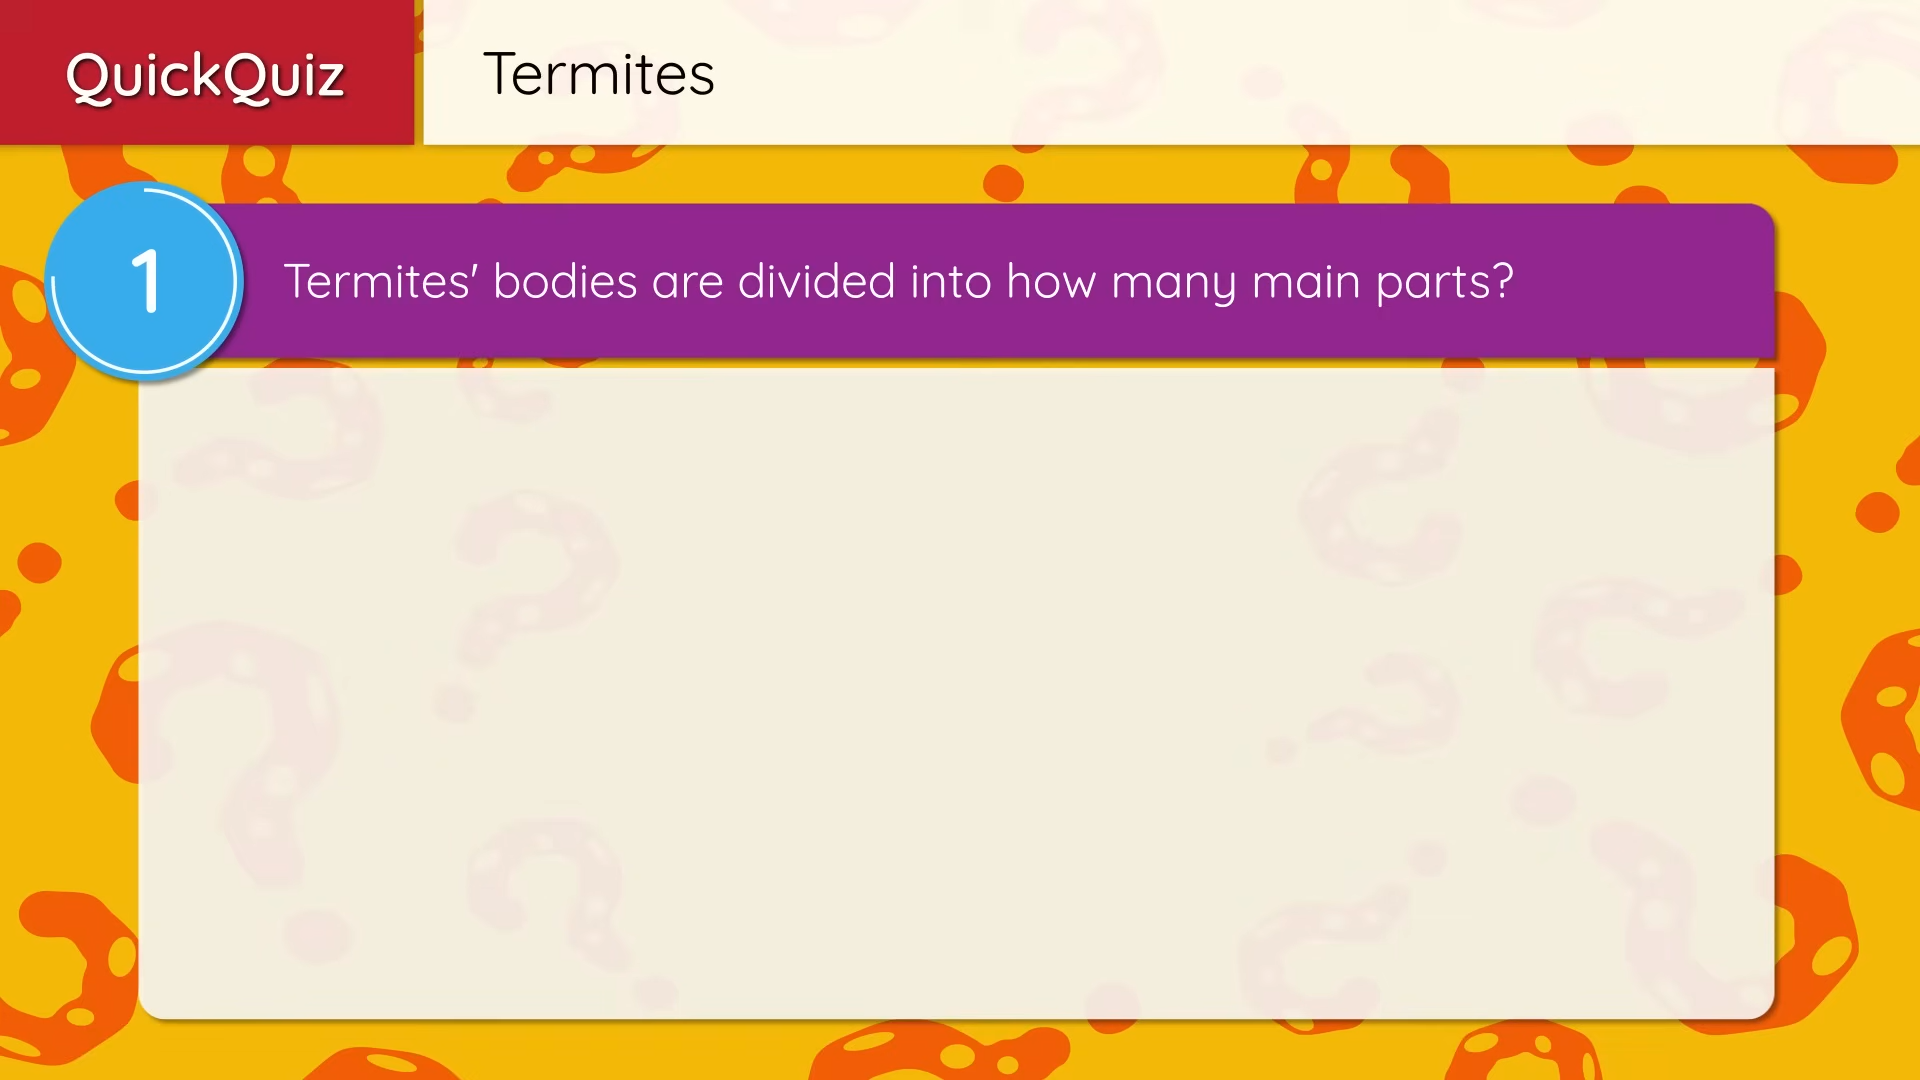 QuickQuiz
Termites
1
Termites' bodies are divided into how many main parts?